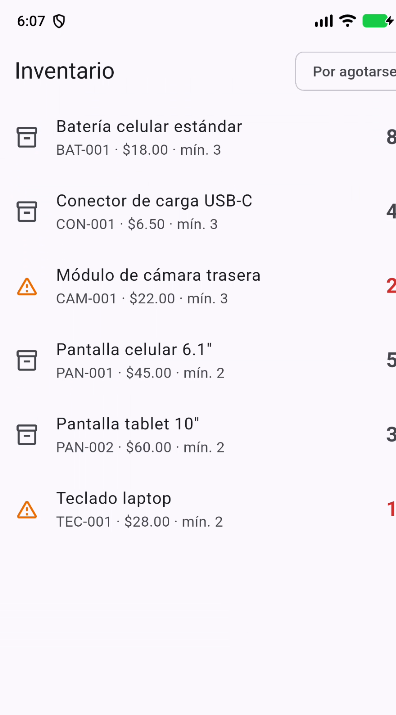 6:07
Inventario
Por agotarse
Batería celular estándar
8
BAT-001 · $18.00 · mín. 3
Conector de carga USB-C
4
CON-001 · $6.50 · mín. 3
Módulo de cámara trasera
2
CAM-001 · $22.00 · mín. 3
Pantalla celular 6.1"
5
PAN-001 · $45.00 · mín. 2
Pantalla tablet 10"
3
PAN-002 · $60.00 · mín. 2
Teclado laptop
1
TEC-001 · $28.00 · mín. 2